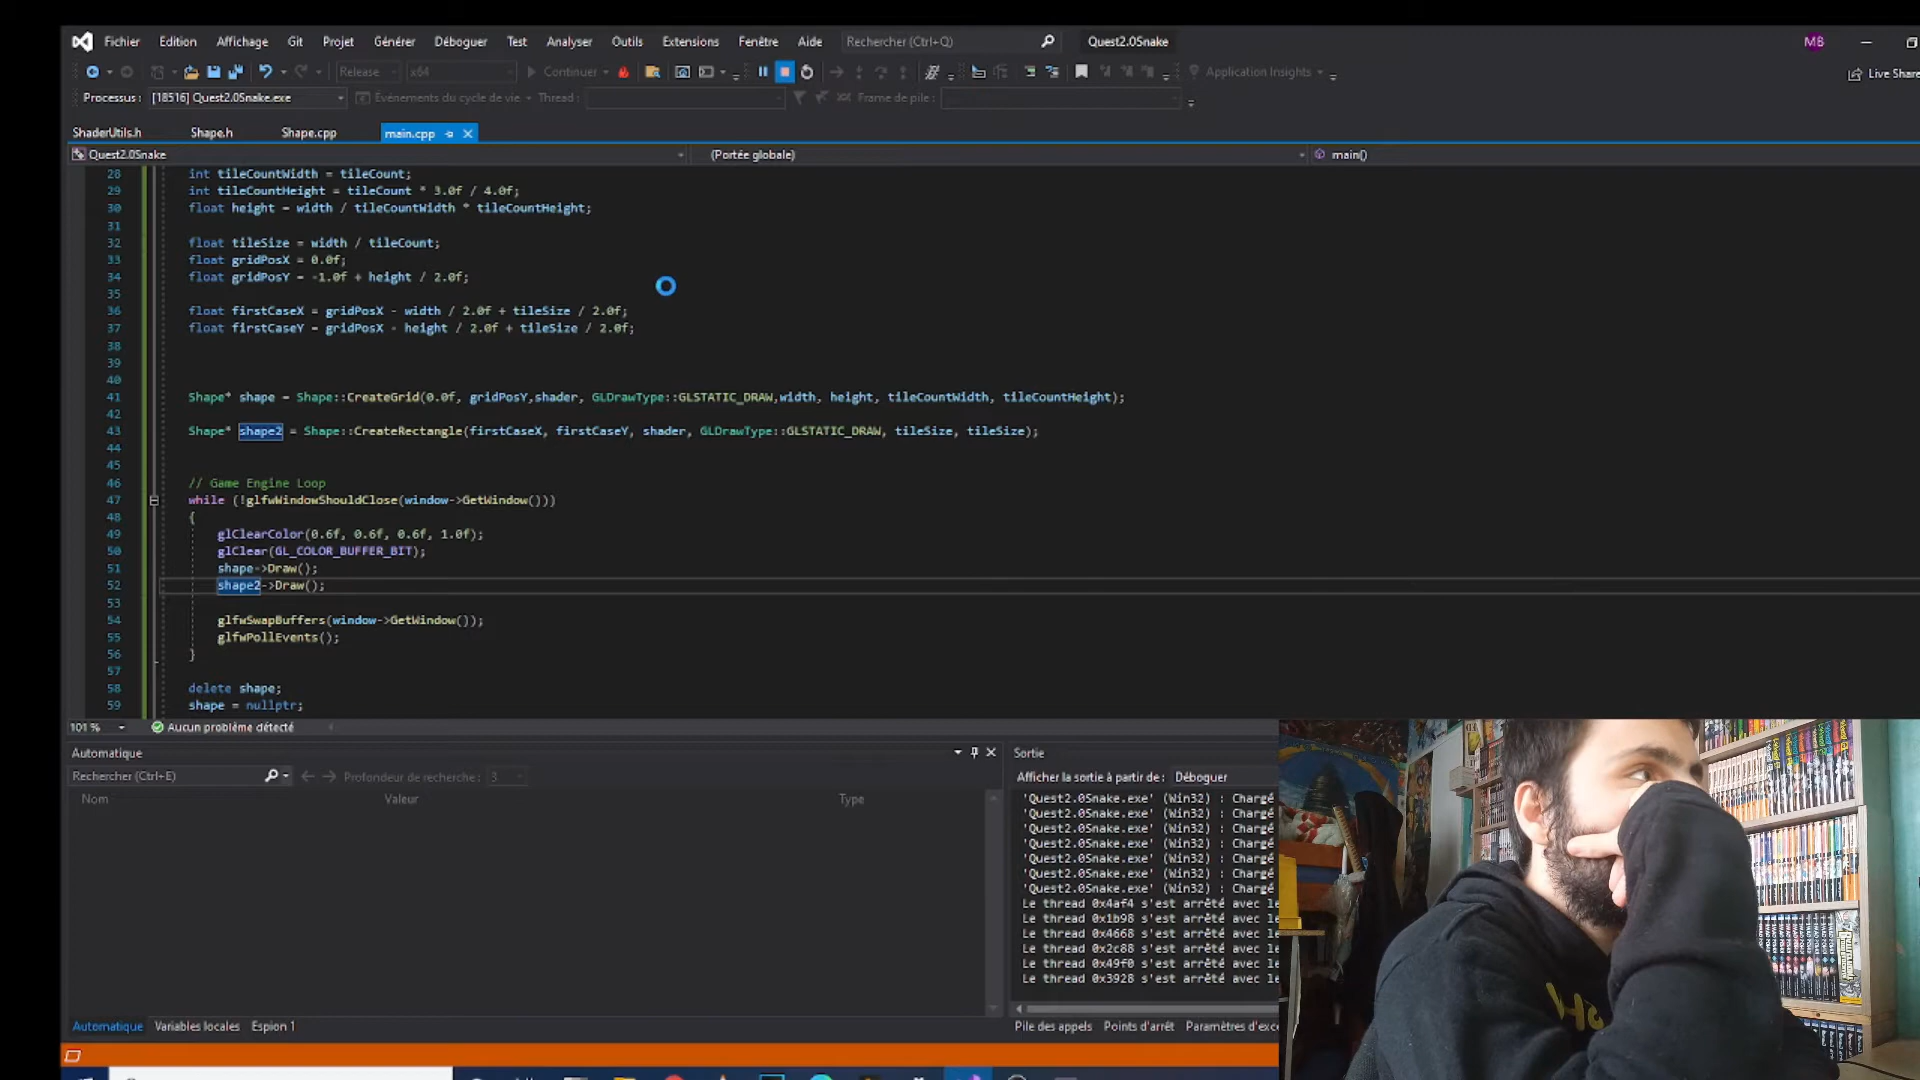 Fichier Edition Affichage Git Projet Générer Déboguer Test Analyser Outils Extensions Fenêtre Aide Rechercher (Ctrl+Q) Quest2.0Snake MB
Release x64 Continuer Application Insights Live Share
Processus : [18516] Quest2.0Snake.exe Événements du cycle de vie Thread : Frame de pile :
ShaderUtils.h Shape.h Shape.cpp main.cpp
Quest2.0Snake (Portée globale) main()
28 int tileCountWidth = tileCount;
29 int tileCountHeight = tileCount * 3.0f / 4.0f;
30 float height = width / tileCountWidth * tileCountHeight;
31
32 float tileSize = width / tileCount;
33 float gridPosX = 0.0f;
34 float gridPosY = -1.0f + height / 2.0f;
35
36 float firstCaseX = gridPosX - width / 2.0f + tileSize / 2.0f;
37 float firstCaseY = gridPosX - height / 2.0f + tileSize / 2.0f;
38
39
40
41 Shape* shape = Shape::CreateGrid(0.0f, gridPosY,shader, GLDrawType::GLSTATIC_DRAW,width, height, tileCountWidth, tileCountHeight);
42
43 Shape* shape2 = Shape::CreateRectangle(firstCaseX, firstCaseY, shader, GLDrawType::GLSTATIC_DRAW, tileSize, tileSize);
44
45
46 // Game Engine Loop
47 while (!glfwWindowShouldClose(window->GetWindow()))
48 {
49 glClearColor(0.6f, 0.6f, 0.6f, 1.0f);
50 glClear(GL_COLOR_BUFFER_BIT);
51 shape->Draw();
52 shape2->Draw();
53
54 glfwSwapBuffers(window->GetWindow());
55 glfwPollEvents();
56 }
57
58 delete shape;
59 shape = nullptr;
101 % Aucun problème détecté
Automatique
Rechercher (Ctrl+E) Profondeur de recherche : 3
Nom Valeur Type
Automatique Variables locales Espion 1
Sortie
Afficher la sortie à partir de : Déboguer
'Quest2.0Snake.exe' (Win32) : Chargé
'Quest2.0Snake.exe' (Win32) : Chargé
'Quest2.0Snake.exe' (Win32) : Chargé
'Quest2.0Snake.exe' (Win32) : Chargé
'Quest2.0Snake.exe' (Win32) : Chargé
'Quest2.0Snake.exe' (Win32) : Chargé
'Quest2.0Snake.exe' (Win32) : Chargé
Le thread 0x4af4 s'est arrêté avec le
Le thread 0x1b98 s'est arrêté avec le
Le thread 0x4668 s'est arrêté avec le
Le thread 0x2c88 s'est arrêté avec le
Le thread 0x49f0 s'est arrêté avec le
Le thread 0x3928 s'est arrêté avec le
Pile des appels Points d'arrêt Paramètres d'exce